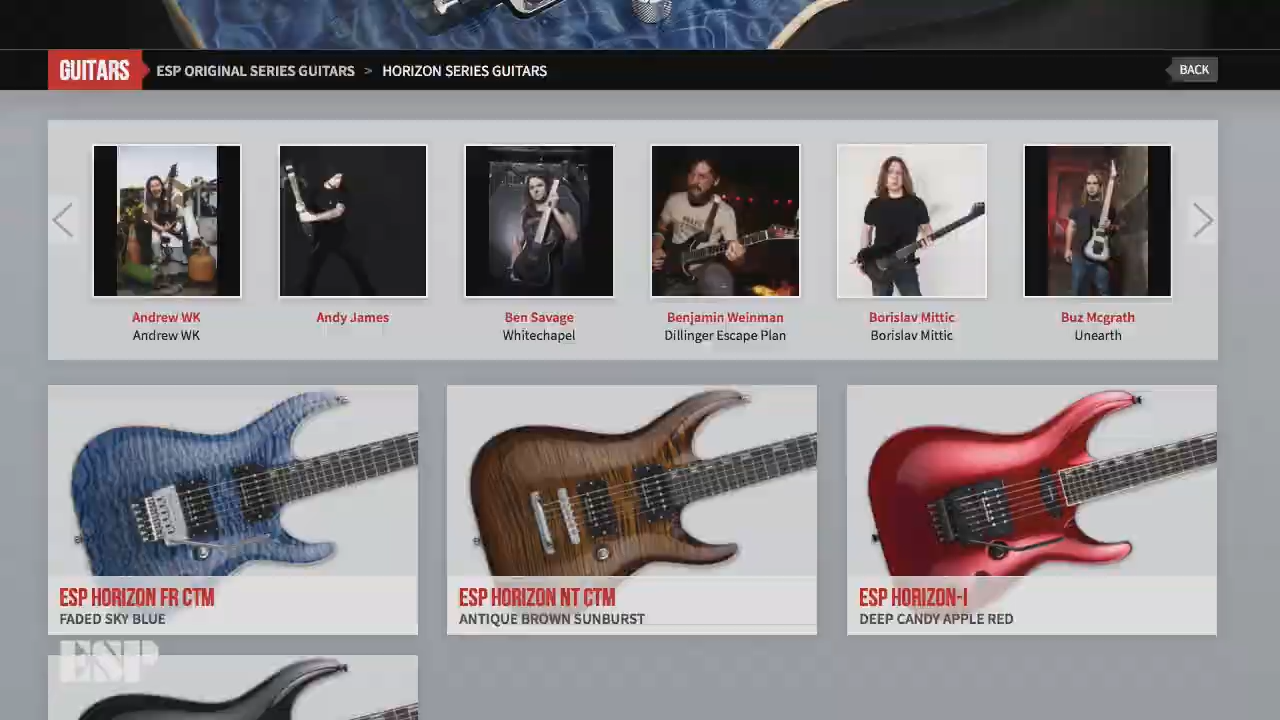 GUITARS
ESP ORIGINAL SERIES GUITARS > HORIZON SERIES GUITARS
BACK
Andrew WK
Andrew WK
Andy James
Ben Savage
Whitechapel
Benjamin Weinman
Dillinger Escape Plan
Borislav Mittic
Borislav Mittic
Buz Mcgrath
Unearth
ESP HORIZON FR CTM
FADED SKY BLUE
ESP HORIZON NT CTM
ANTIQUE BROWN SUNBURST
ESP HORIZON-I
DEEP CANDY APPLE RED
ESP